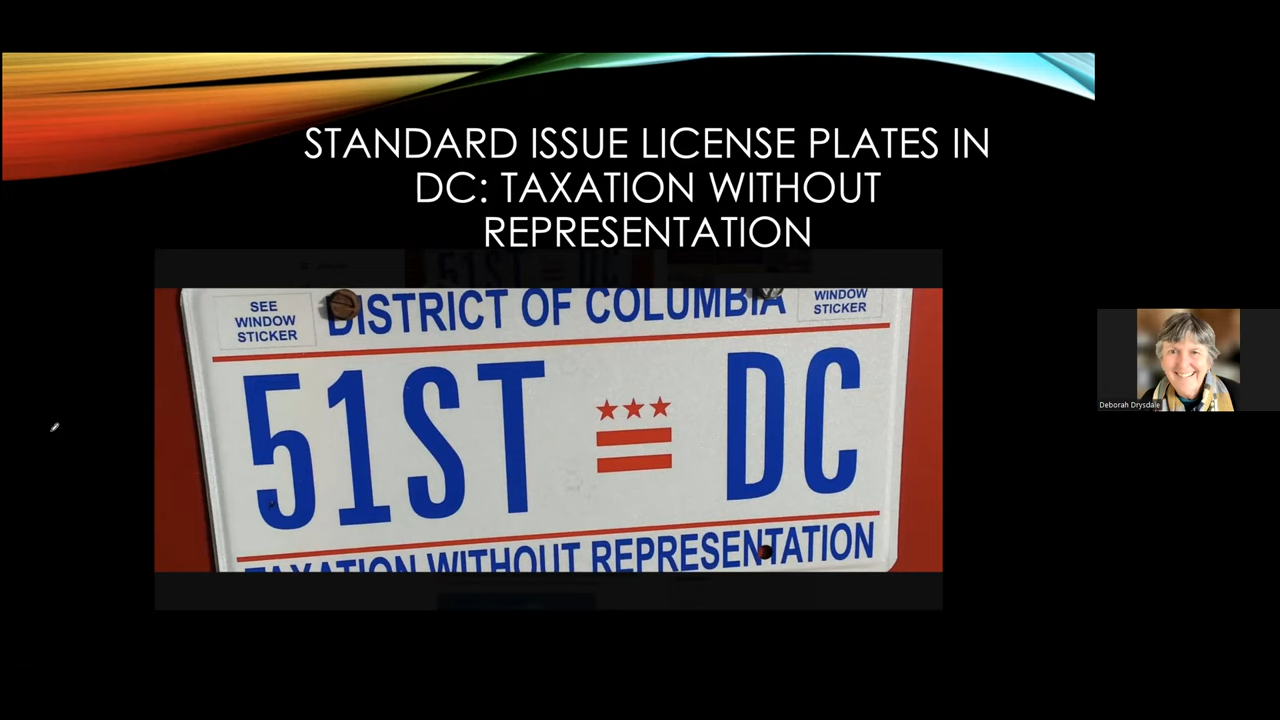 STANDARD ISSUE LICENSE PLATES IN
DC: TAXATION WITHOUT
REPRESENTATION
SEE
WINDOW
STICKER
DISTRICT OF COLUMBIA
WINDOW
STICKER
51ST DC
TAXATION WITHOUT REPRESENTATION
Deborah Drysdale